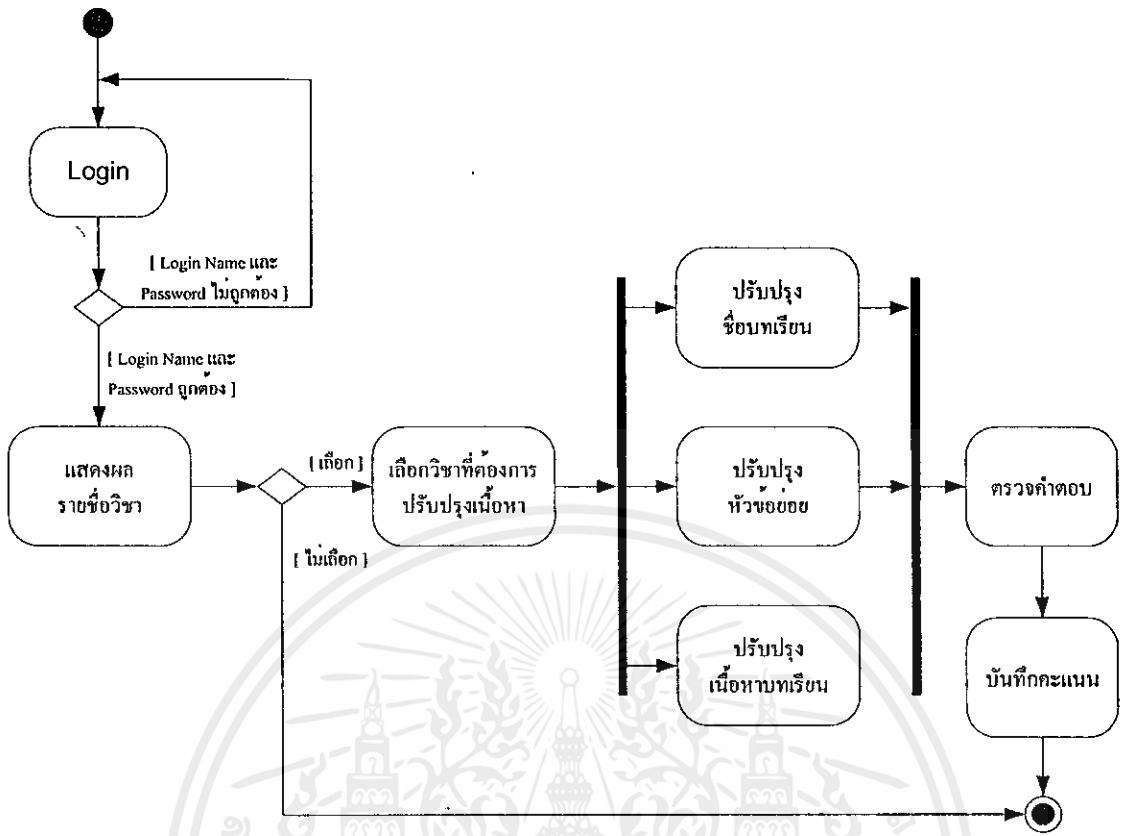 Login
[ Login Name และ
Password ไม่ถูกต้อง ]
[ Login Name และ
Password ถูกต้อง ]
แสดงผล
รายชื่อวิชา
[ เลือก ]
[ ไม่เลือก ]
เลือกวิชาที่ต้องการ
ปรับปรุงเนื้อหา
ปรับปรุง
ชื่อบทเรียน
ปรับปรุง
หัวข้อย่อย
ปรับปรุง
เนื้อหาบทเรียน
ตรวจคำตอบ
บันทึกคะแนน